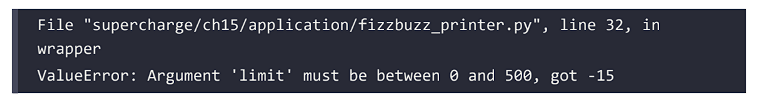 File "supercharge/ch15/application/fizzbuzz_printer.py", line 32, in
wrapper
ValueError: Argument 'limit' must be between 0 and 500, got -15